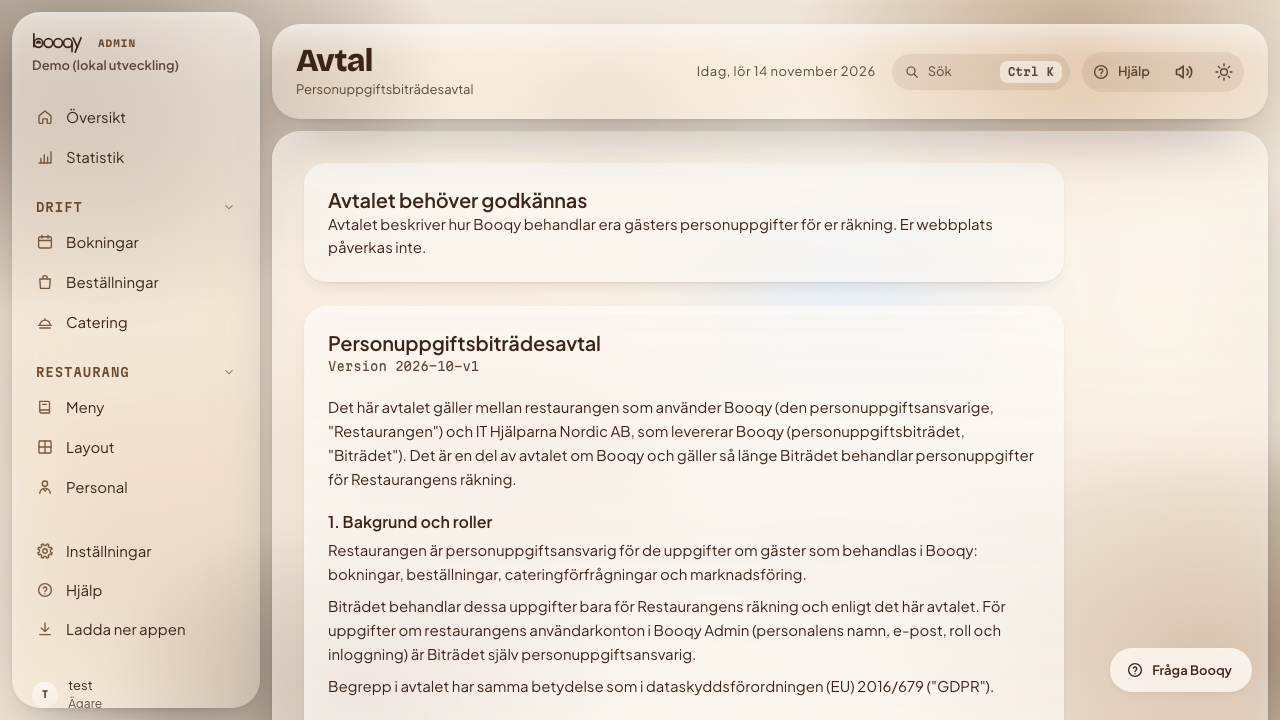 booqy ADMIN
Demo (lokal utveckling)
Översikt
Statistik
DRIFT
Bokningar
Beställningar
Catering
RESTAURANG
Meny
Layout
Personal
Inställningar
Hjälp
Ladda ner appen
T
test
Ägare
Avtal
Personuppgiftsbiträdesavtal
Idag, lör 14 november 2026
Sök
Ctrl K
Hjälp
Avtalet behöver godkännas
Avtalet beskriver hur Booqy behandlar era gästers personuppgifter för er räkning. Er webbplats
påverkas inte.
Personuppgiftsbiträdesavtal
Version 2026-10-v1
Det här avtalet gäller mellan restaurangen som använder Booqy (den personuppgiftsansvarige,
"Restaurangen") och IT Hjälparna Nordic AB, som levererar Booqy (personuppgiftsbiträdet,
"Biträdet"). Det är en del av avtalet om Booqy och gäller så länge Biträdet behandlar personuppgifter
för Restaurangens räkning.
1. Bakgrund och roller
Restaurangen är personuppgiftsansvarig för de uppgifter om gäster som behandlas i Booqy:
bokningar, beställningar, cateringförfrågningar och marknadsföring.
Biträdet behandlar dessa uppgifter bara för Restaurangens räkning och enligt det här avtalet. För
uppgifter om restaurangens användarkonton i Booqy Admin (personalens namn, e-post, roll och
inloggning) är Biträdet själv personuppgiftsansvarig.
Begrepp i avtalet har samma betydelse som i dataskyddsförordningen (EU) 2016/679 ("GDPR").
Fråga Booqy